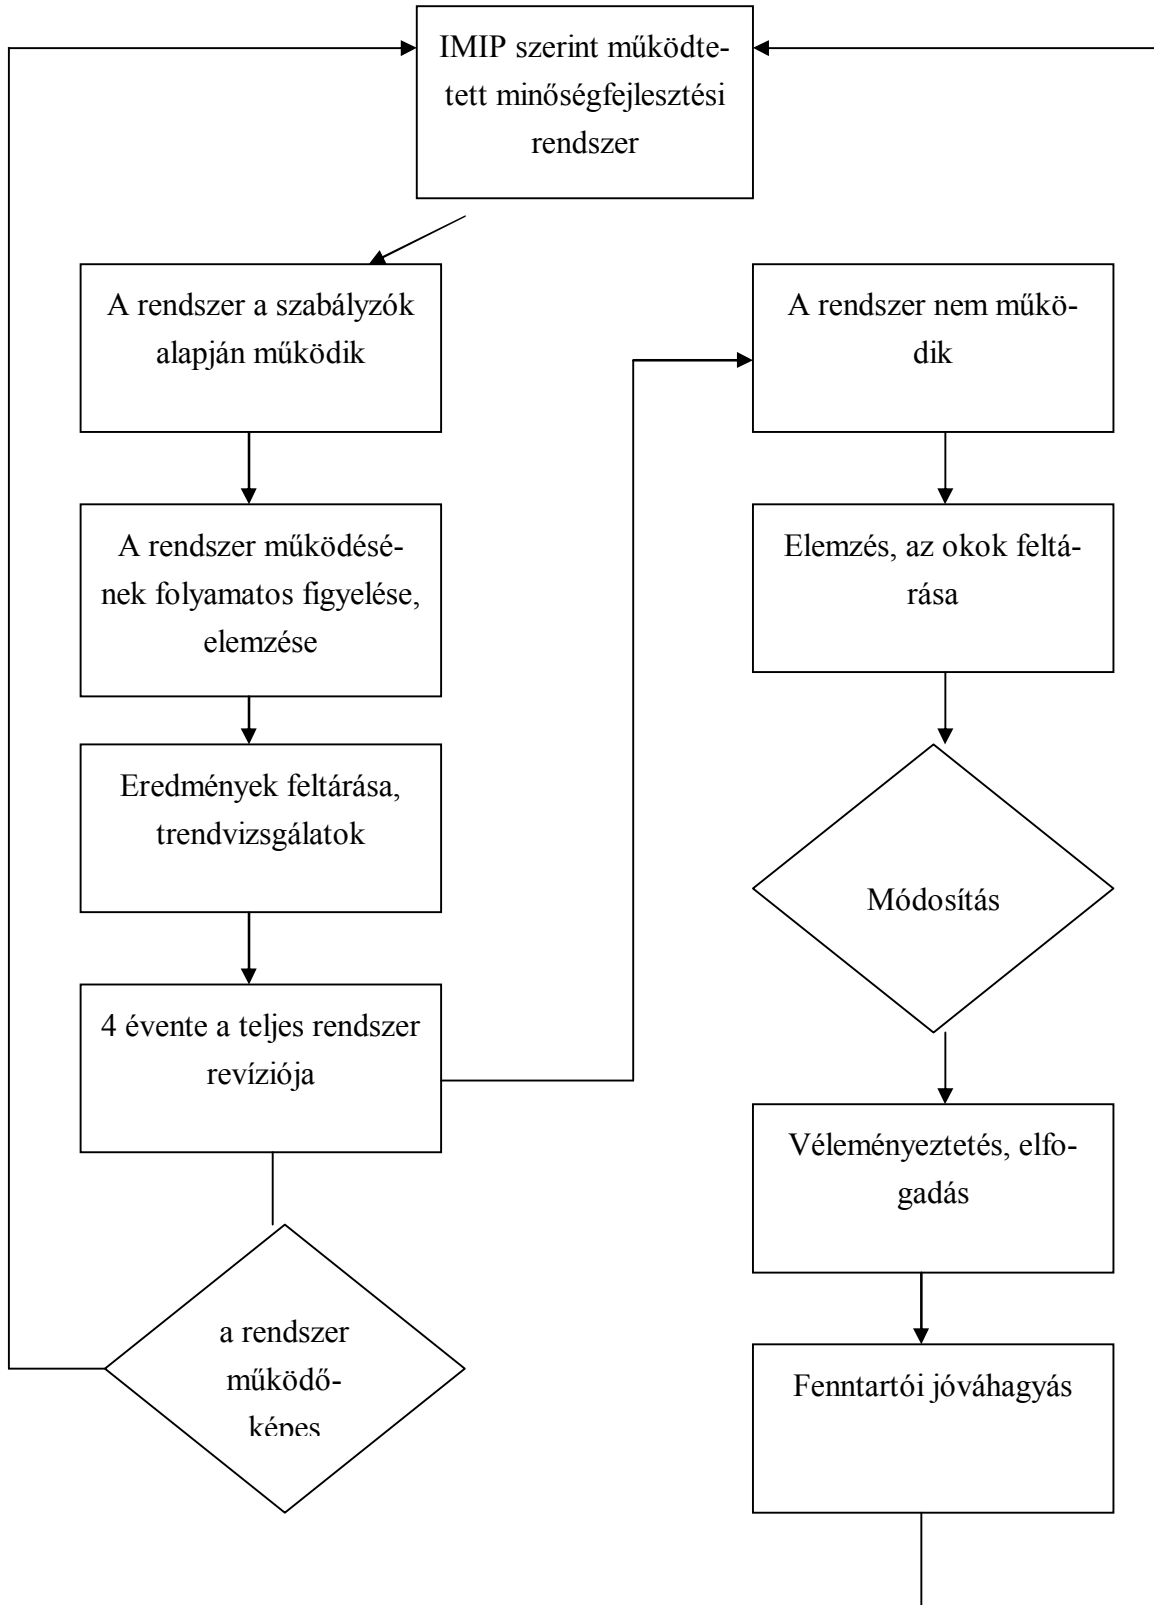 IMIP szerint működte-
tett minőségfejlesztési
rendszer
A rendszer a szabályzók
alapján működik
A rendszer működésé-
nek folyamatos figyelése,
elemzése
Eredmények feltárása,
trendvizsgálatok
4 évente a teljes rendszer
revíziója
a rendszer
működő-
képes
A rendszer nem műkö-
dik
Elemzés, az okok feltá-
rása
Módosítás
Véleményeztetés, elfo-
gadás
Fenntartói jóváhagyás